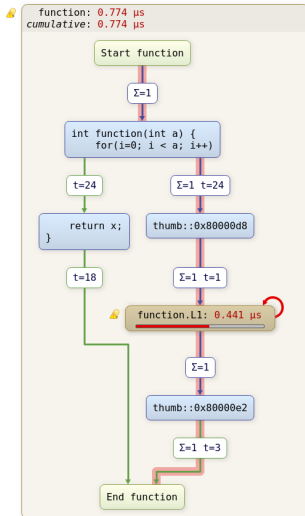 function: 0.774 µs
cumulative: 0.774 µs
Start function
Σ=1
int function(int a) {
for(i=0; i < a; i++)
t=24
Σ=1 t=24
return x;
}
thumb::0x80000d8
t=18
Σ=1 t=1
function.L1: 0.441 µs
Σ=1
thumb::0x80000e2
Σ=1 t=3
End function